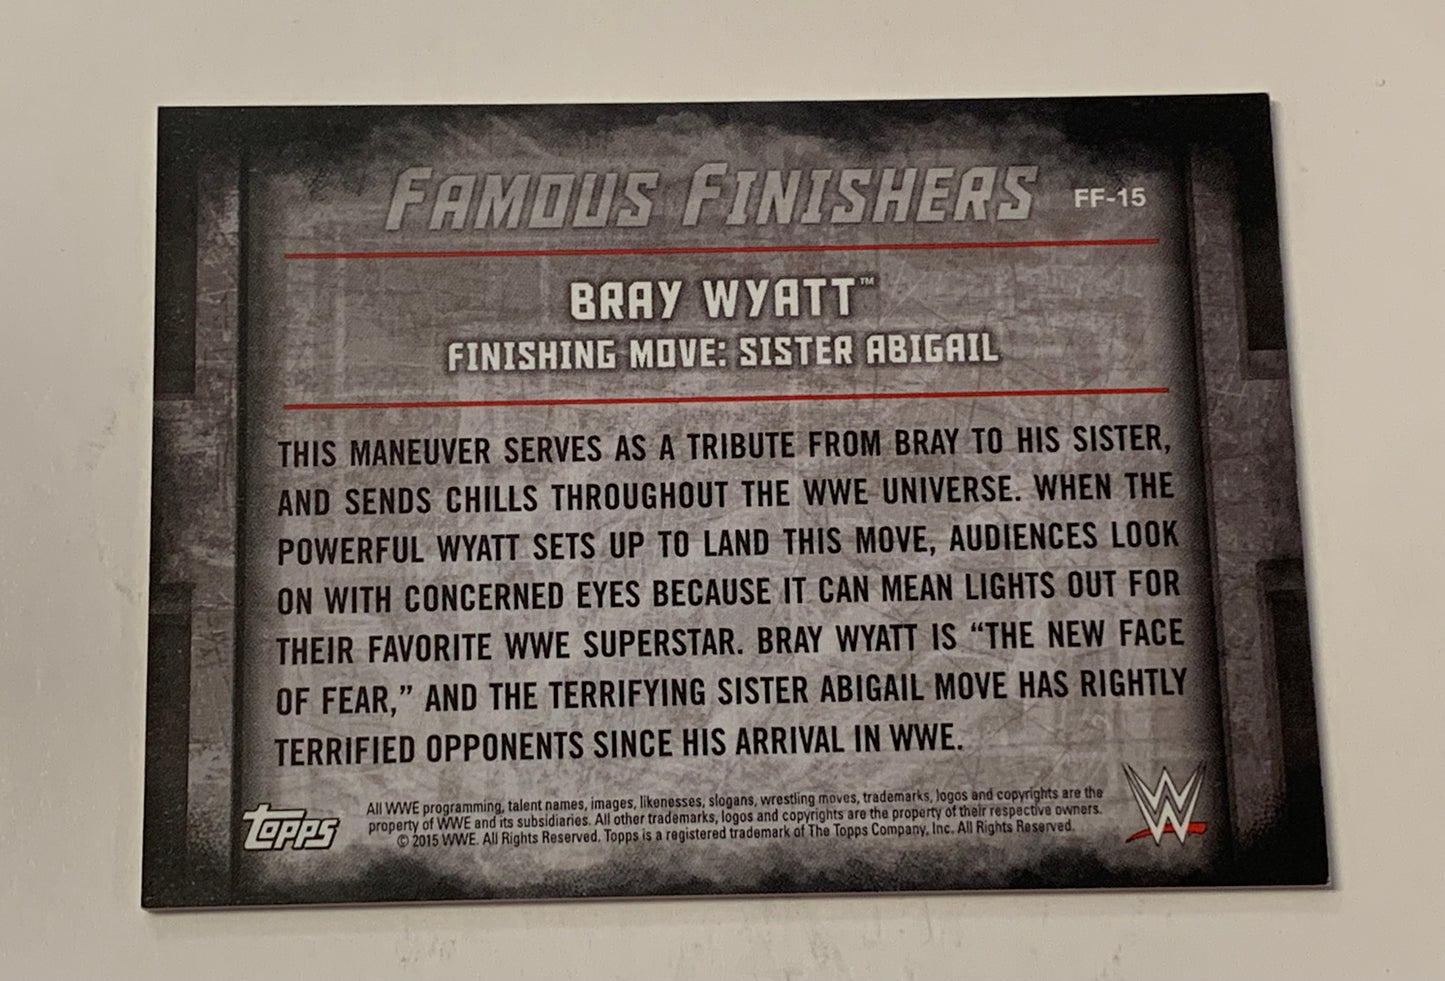 FAMOUS FINISHERS FF-15
BRAY WYATT™
FINISHING MOVE: SISTER ABIGAIL
THIS MANEUVER SERVES AS A TRIBUTE FROM BRAY TO HIS SISTER,
AND SENDS CHILLS THROUGHOUT THE WWE UNIVERSE. WHEN THE
POWERFUL WYATT SETS UP TO LAND THIS MOVE, AUDIENCES LOOK
ON WITH CONCERNED EYES BECAUSE IT CAN MEAN LIGHTS OUT FOR
THEIR FAVORITE WWE SUPERSTAR. BRAY WYATT IS “THE NEW FACE
OF FEAR,” AND THE TERRIFYING SISTER ABIGAIL MOVE HAS RIGHTLY
TERRIFIED OPPONENTS SINCE HIS ARRIVAL IN WWE.
Topps
All WWE programming, talent names, images, likenesses, slogans, wrestling moves, trademarks, logos and copyrights are the
property of WWE and its subsidiaries. All other trademarks, logos and copyrights are the property of their respective owners.
© 2015 WWE. All Rights Reserved. Topps is a registered trademark of The Topps Company, Inc. All Rights Reserved.
W